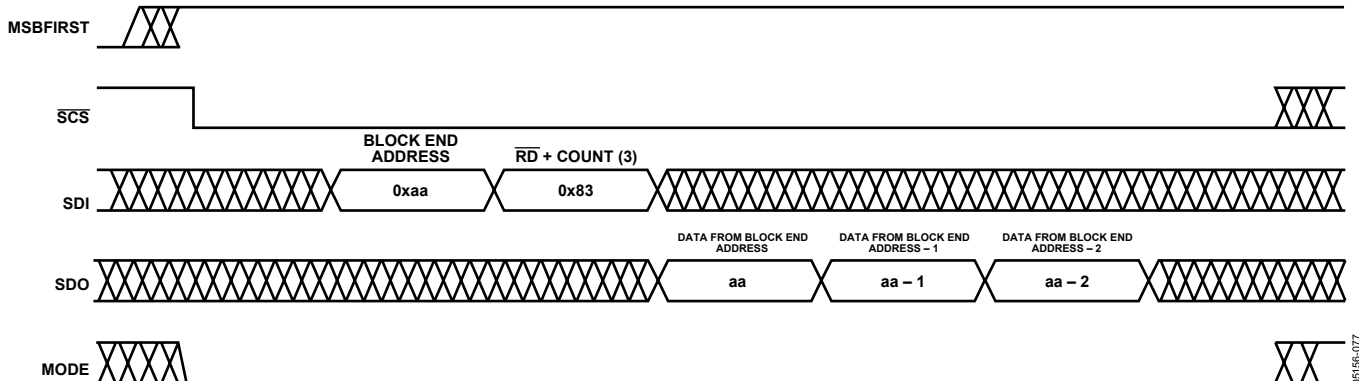 MSBFIRST
SCS
BLOCK END
ADDRESS
RD + COUNT (3)
SDI
0xaa
0x83
DATA FROM BLOCK END
ADDRESS
DATA FROM BLOCK END
ADDRESS – 1
DATA FROM BLOCK END
ADDRESS – 2
SDO
aa
aa – 1
aa – 2
MODE
05156-077